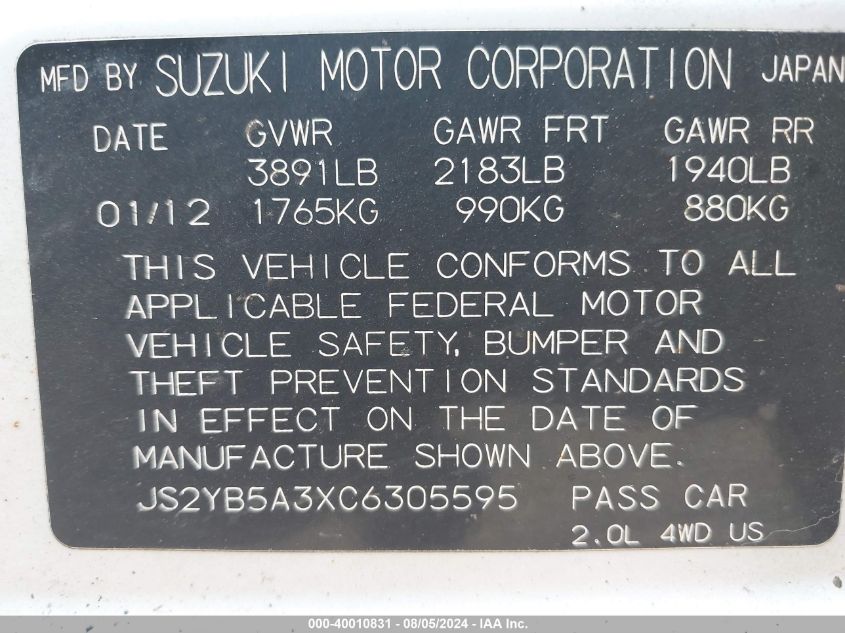 MFD BY SUZUKI MOTOR CORPORATION JAPAN
DATE GVWR GAWR FRT GAWR RR
3891LB 2183LB 1940LB
01/12 1765KG 990KG 880KG
THIS VEHICLE CONFORMS TO ALL
APPLICABLE FEDERAL MOTOR
VEHICLE SAFETY, BUMPER AND
THEFT PREVENTION STANDARDS
IN EFFECT ON THE DATE OF
MANUFACTURE SHOWN ABOVE.
JS2YB5A3XC6305595 PASS CAR
2.0L 4WD US
000-40010831 - 08/05/2024 - IAA Inc.